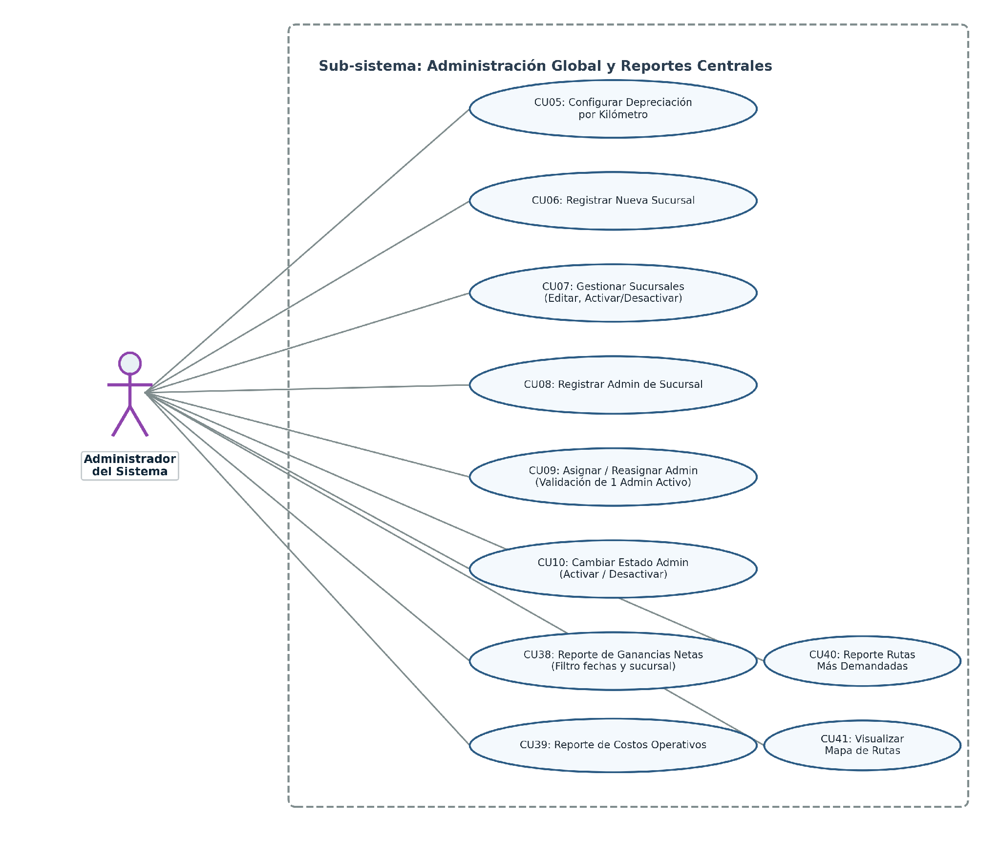 Sub-sistema: Administración Global y Reportes Centrales
CU05: Configurar Depreciación
por Kilómetro
CU06: Registrar Nueva Sucursal
CU07: Gestionar Sucursales
(Editar, Activar/Desactivar)
CU08: Registrar Admin de Sucursal
Administrador
del Sistema
CU09: Asignar / Reasignar Admin
(Validación de 1 Admin Activo)
CU10: Cambiar Estado Admin
(Activar / Desactivar)
CU38: Reporte de Ganancias Netas
(Filtro fechas y sucursal)
CU40: Reporte Rutas
Más Demandadas
CU39: Reporte de Costos Operativos
CU41: Visualizar
Mapa de Rutas